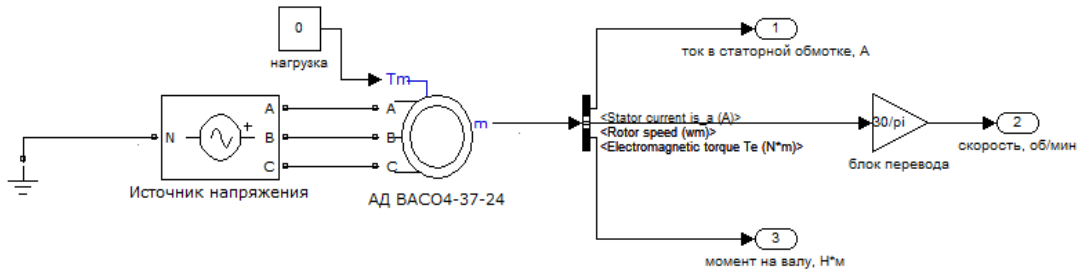 0
нагрузка
1
ток в статорной обмотке, А
Tm
N
+
A
B
C
Источник напряжения
A
B
C
m
АД ВАСО4-37-24
<Stator current is_a (A)>
<Rotor speed (wm)>
<Electromagnetic torque Te (N*m)>
30/pi
блок перевода
2
скорость, об/мин
3
момент на валу, Н*м